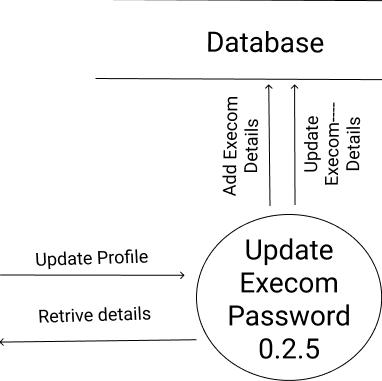 Database
Add Execom
Details
Update
Execom----
Details
Update Profile
Retrive details
Update
Execom
Password
0.2.5